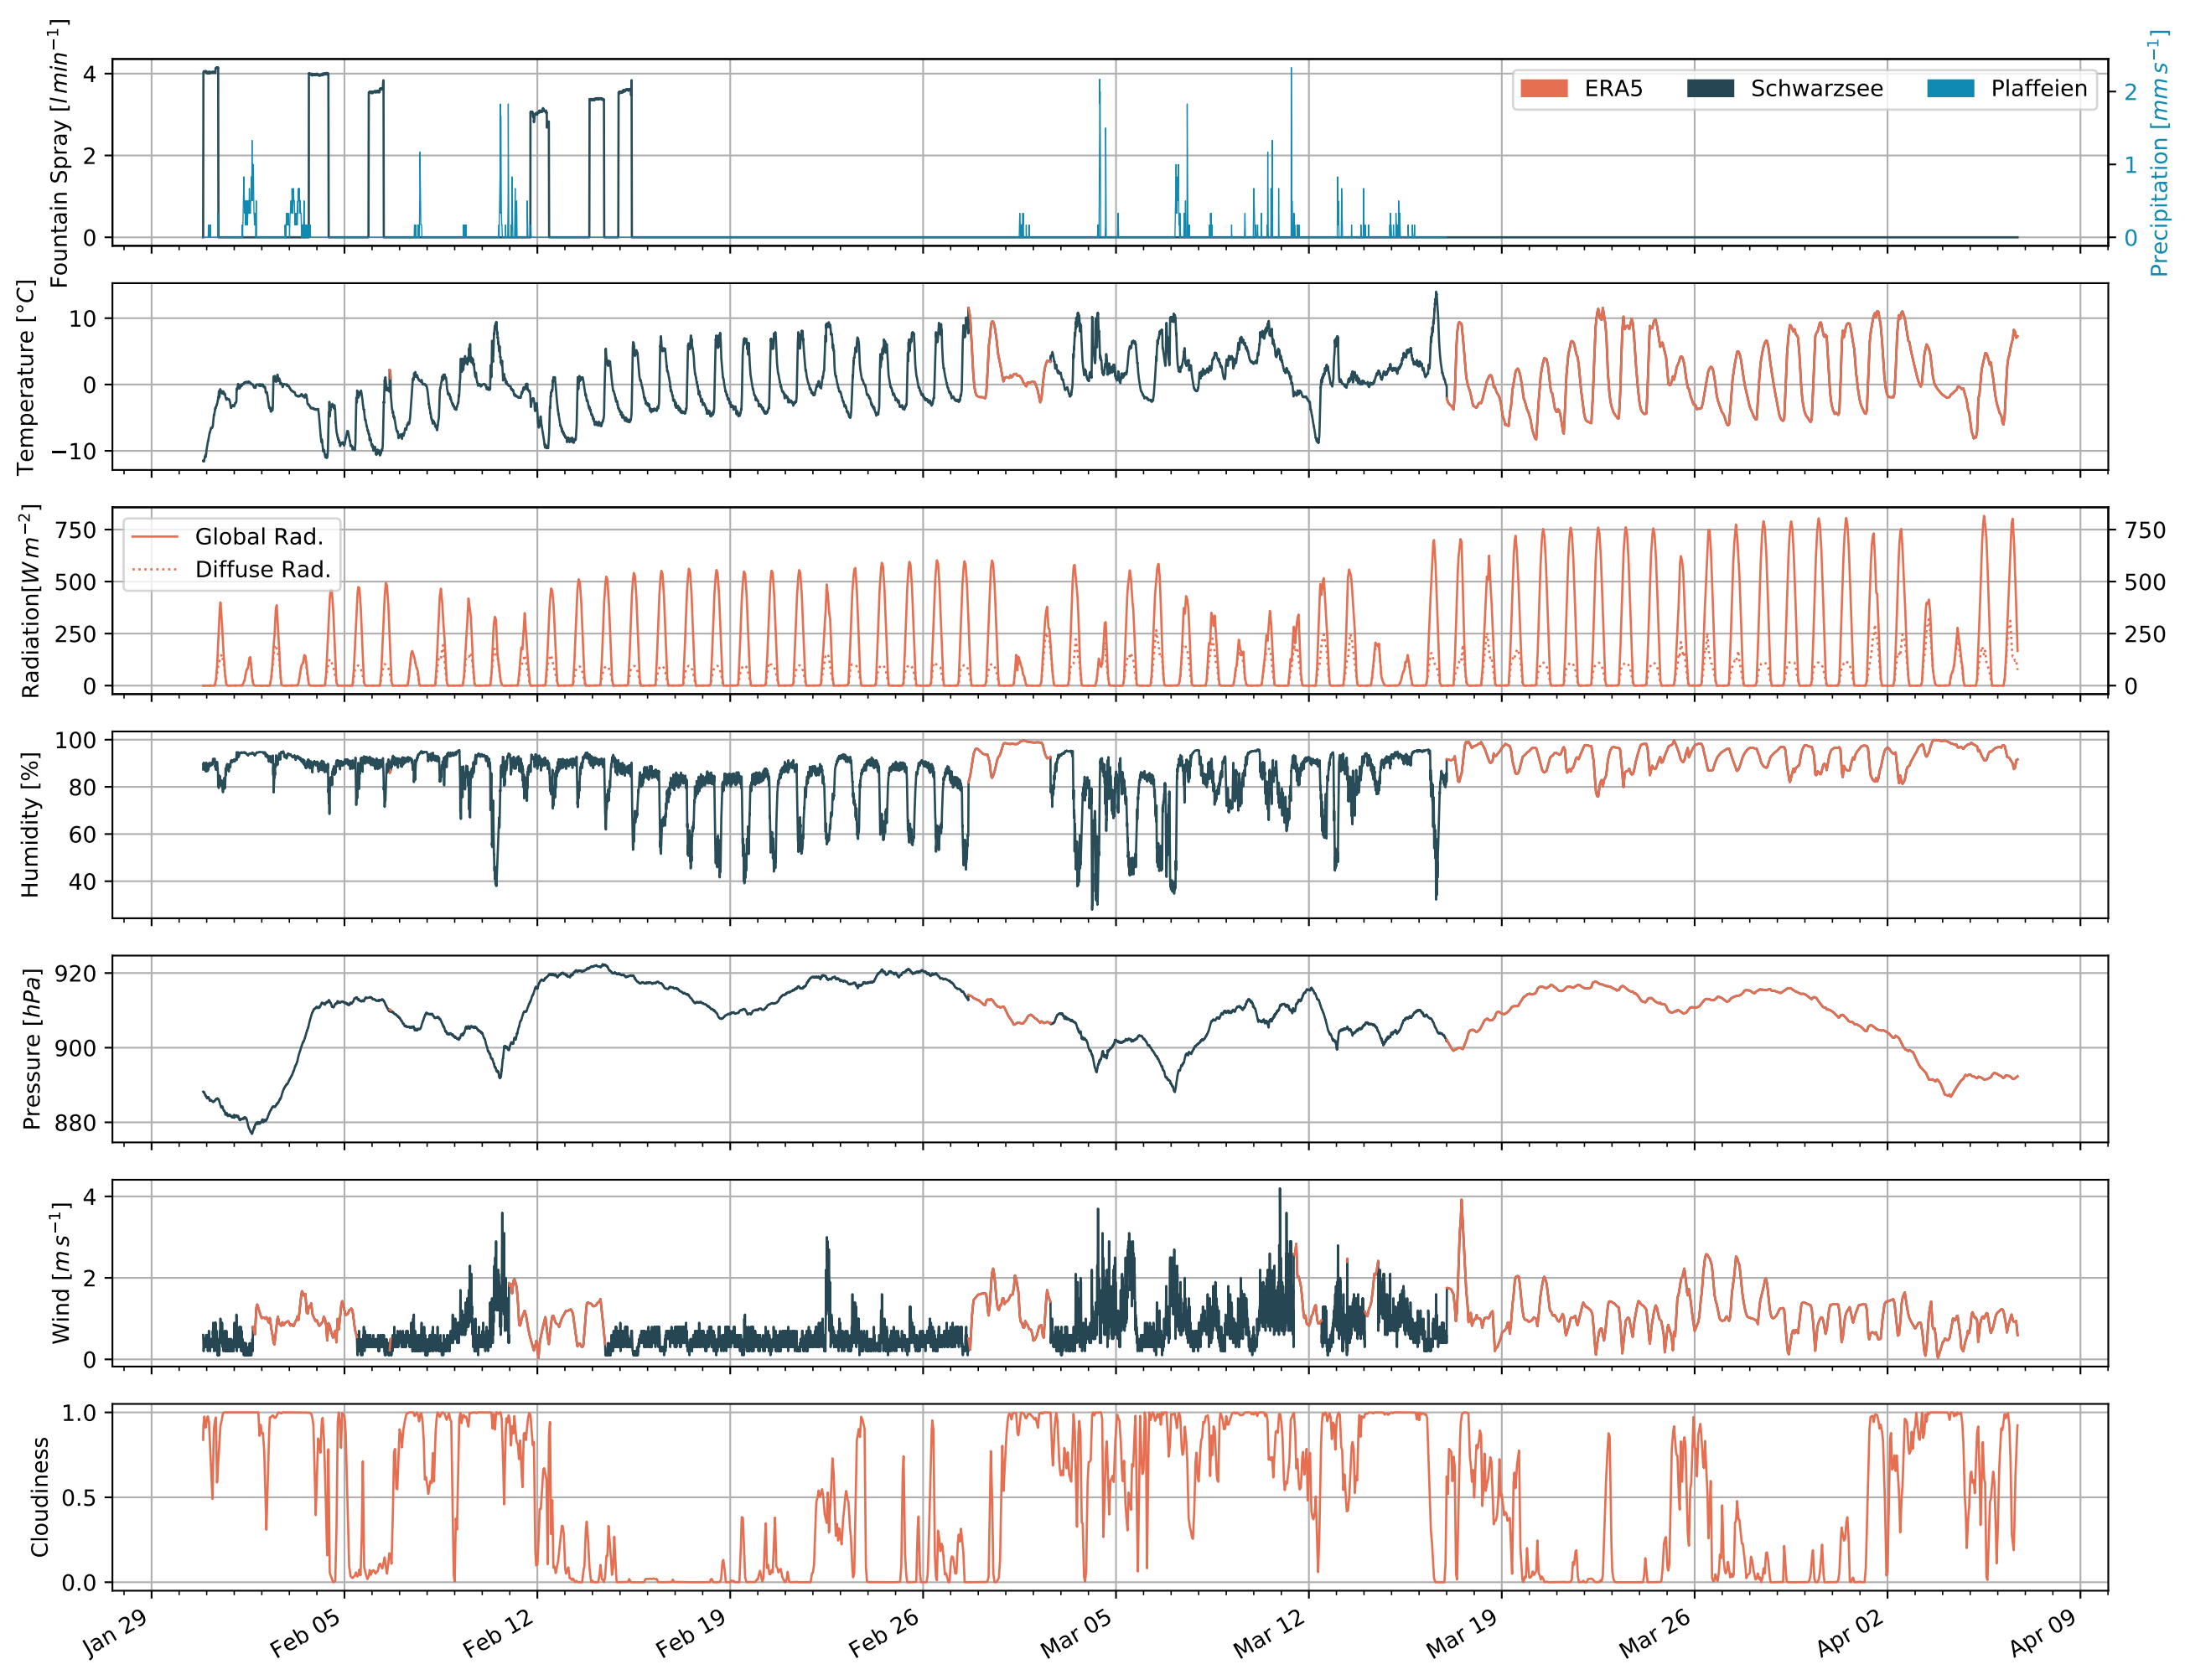 Fountain Spray [l min⁻¹]
4
2
0
ERA5 Schwarzsee Plaffeien
2
1
0
Precipitation [mm s⁻¹]
Temperature [°C]
10
0
−10
Radiation[W m⁻²]
750
500
250
0
Global Rad.
Diffuse Rad.
750
500
250
0
Humidity [%]
100
80
60
40
Pressure [hPa]
920
900
880
Wind [m s⁻¹]
4
2
0
Cloudiness
1.0
0.5
0.0
Jan 29 Feb 05 Feb 12 Feb 19 Feb 26 Mar 05 Mar 12 Mar 19 Mar 26 Apr 02 Apr 09